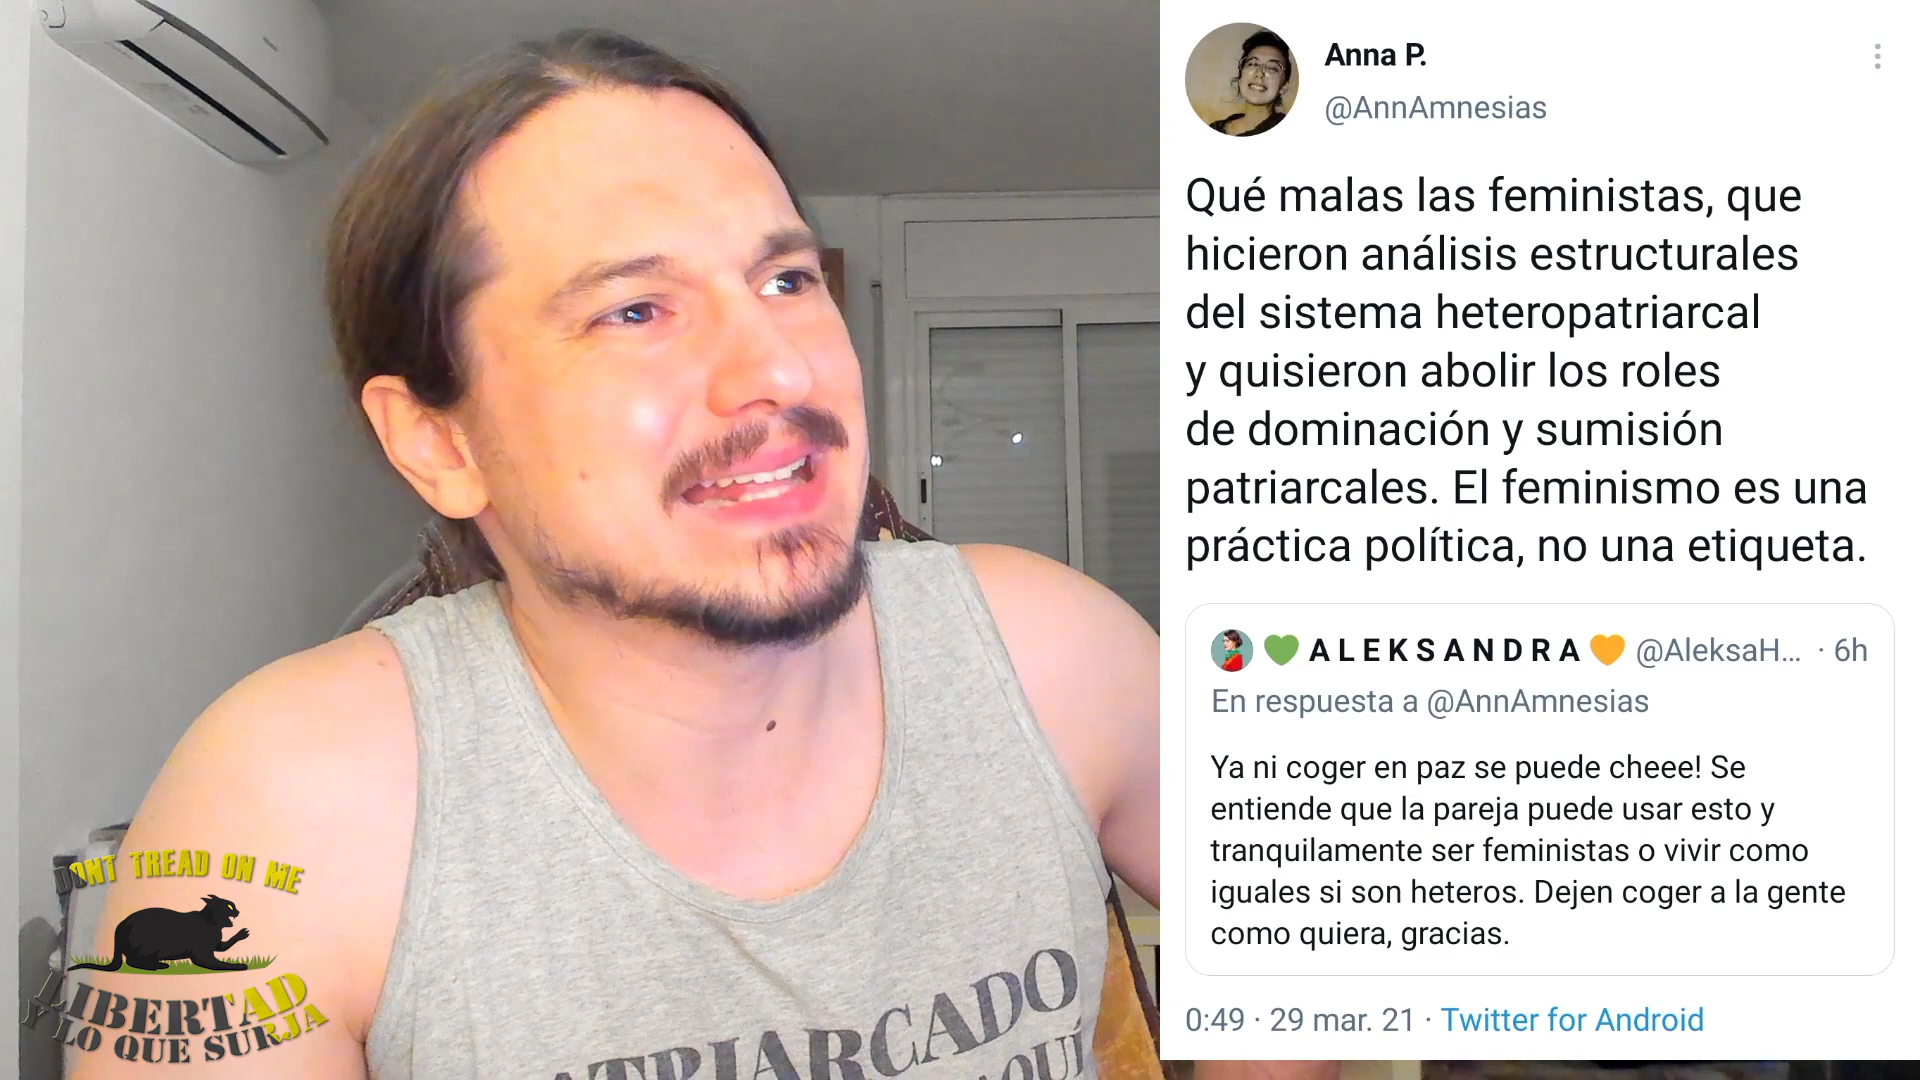 Anna P.
@AnnAmnesias
Qué malas las feministas, que
hicieron análisis estructurales
del sistema heteropatriarcal
y quisieron abolir los roles
de dominación y sumisión
patriarcales. El feminismo es una
práctica política, no una etiqueta.
A L E K S A N D R A @AleksaH... · 6h
En respuesta a @AnnAmnesias
Ya ni coger en paz se puede cheee! Se
entiende que la pareja puede usar esto y
tranquilamente ser feministas o vivir como
iguales si son heteros. Dejen coger a la gente
como quiera, gracias.
0:49 · 29 mar. 21 · Twitter for Android
DONT TREAD ON ME
LIBERTAD
Y LO QUE SURJA
ATRIARCADO
QUÍ